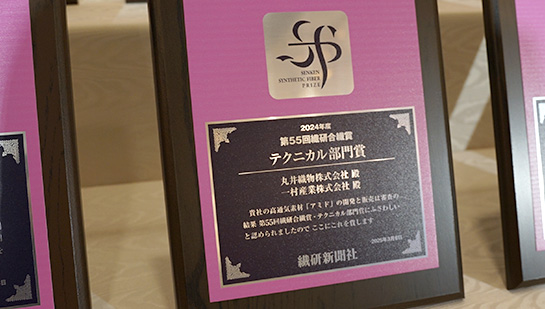 SENKEN
SYNTHETIC FIBER
PRIZE
2024年度
第55回繊研合繊賞
テクニカル部門賞
丸井織物株式会社 殿
一村産業株式会社 殿
貴社の高通気素材「アミド」の開発と販売は審査の
結果 第55回繊研合繊賞・テクニカル部門賞にふさわしい
と認められましたので ここにこれを賞します
繊研新聞社